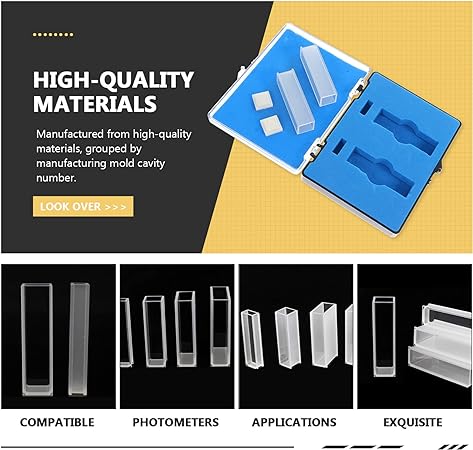 HIGH-QUALITY
MATERIALS
Manufactured from high-quality
materials, grouped by
manufacturing mold cavity
number.
LOOK OVER >>>
COMPATIBLE
PHOTOMETERS
APPLICATIONS
EXQUISITE